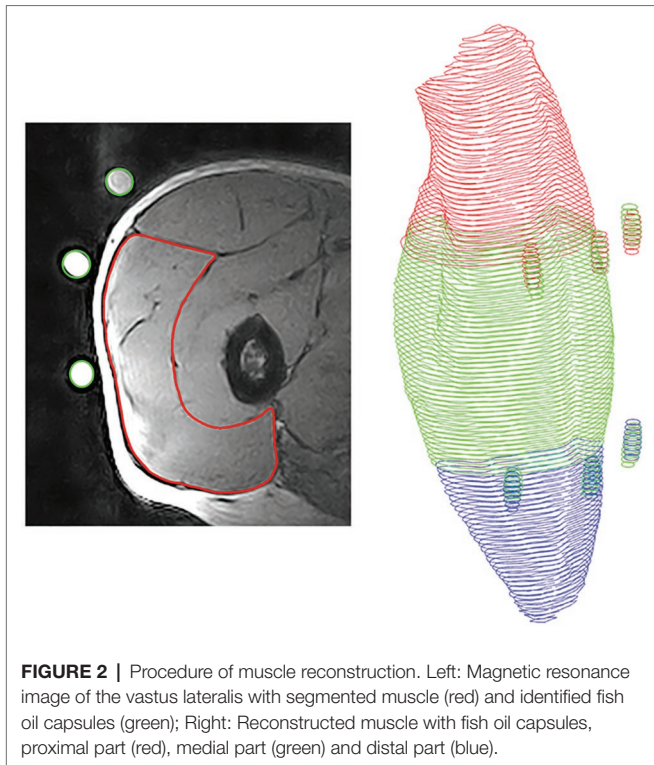 FIGURE 2 | Procedure of muscle reconstruction. Left: Magnetic resonance
image of the vastus lateralis with segmented muscle (red) and identified fish
oil capsules (green); Right: Reconstructed muscle with fish oil capsules,
proximal part (red), medial part (green) and distal part (blue).